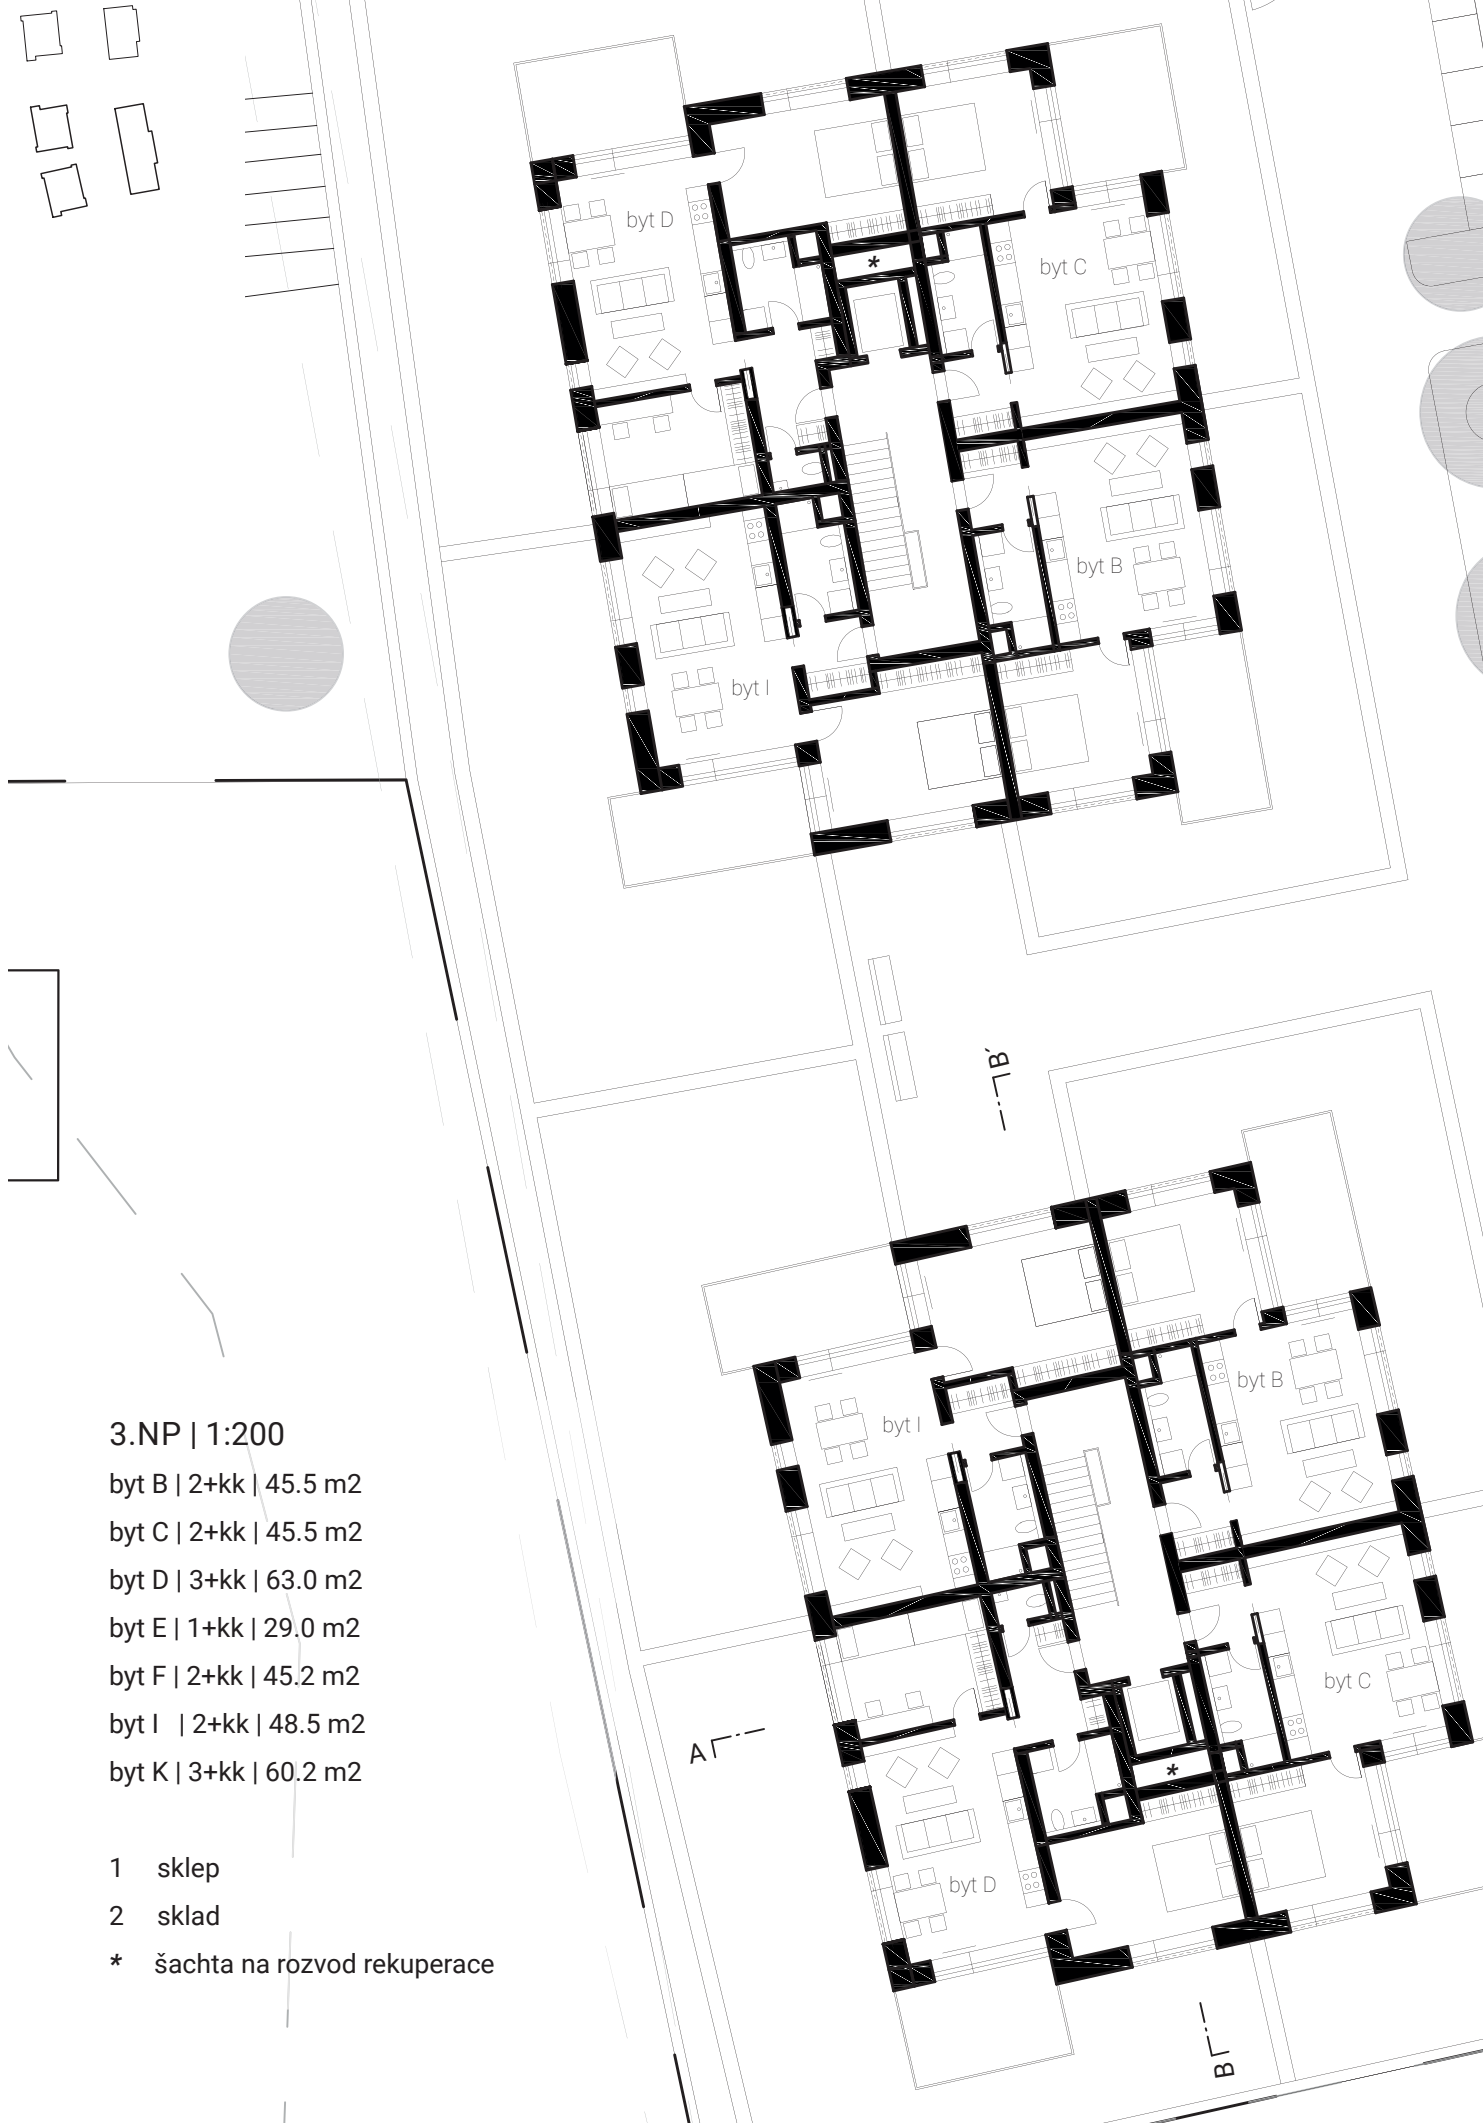 byt D
*
byt C
byt B
byt I
B´
byt B
byt I
byt C
A
*
byt D
B
3.NP | 1:200
byt B | 2+kk | 45.5 m2
byt C | 2+kk | 45.5 m2
byt D | 3+kk | 63.0 m2
byt E | 1+kk | 29.0 m2
byt F | 2+kk | 45.2 m2
byt I | 2+kk | 48.5 m2
byt K | 3+kk | 60.2 m2
1 sklep
2 sklad
* šachta na rozvod rekuperace